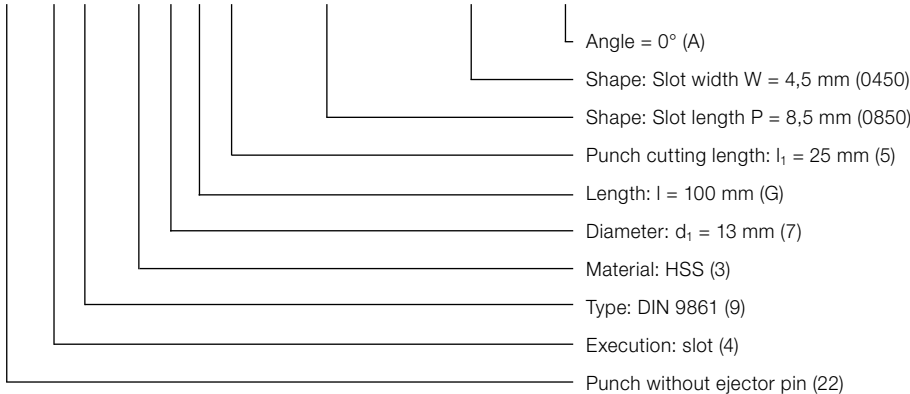 Angle = 0° (A)
Shape: Slot width W = 4,5 mm (0450)
Shape: Slot length P = 8,5 mm (0850)
Punch cutting length: l₁ = 25 mm (5)
Length: l = 100 mm (G)
Diameter: d₁ = 13 mm (7)
Material: HSS (3)
Type: DIN 9861 (9)
Execution: slot (4)
Punch without ejector pin (22)